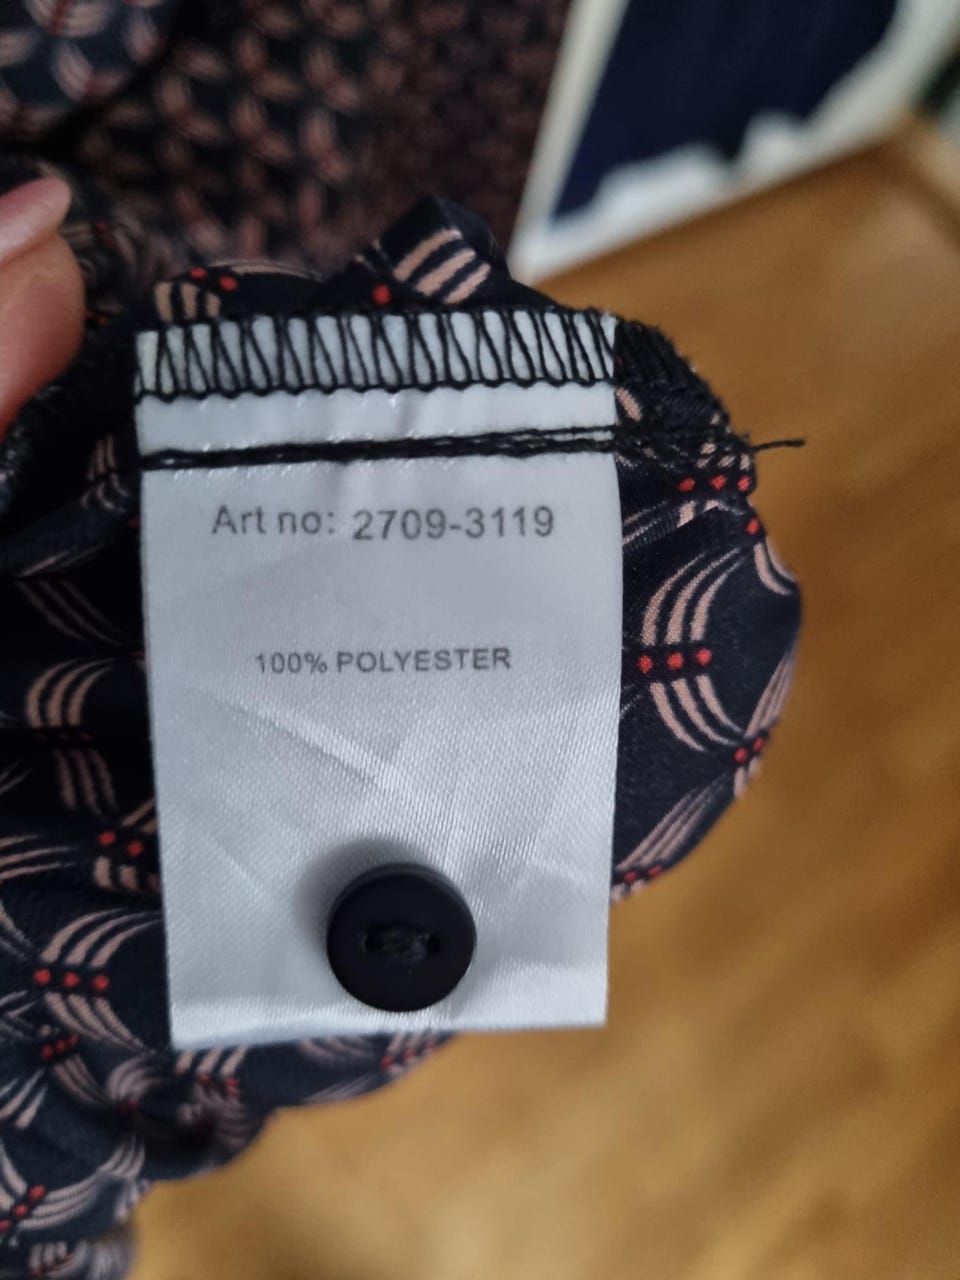 Art no: 2709-3119
100% POLYESTER